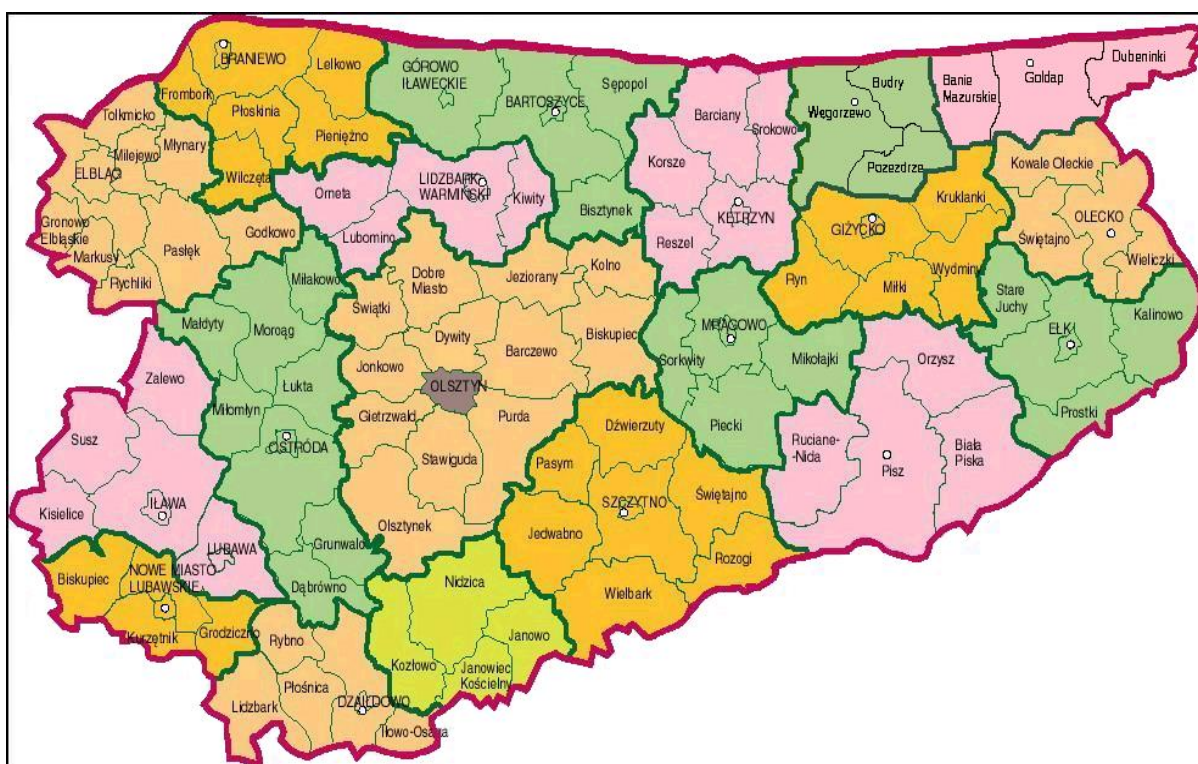 BRANIEWO
Lelkowo
Frombork
Płoskinia
Pieniężno
Wilczęta
GÓROWO
IŁAWECKIE
BARTOSZYCE
Sępopol
Bisztynek
Barciany
Srokowo
Korsze
KĘTRZYN
Reszel
Budry
Węgorzewo
Pozezdrze
Banie
Mazurskie
Gołdap
Dubeninki
Tolkmicko
Młynary
Milejewo
ELBLĄG
Gronowo
Elbląskie
Markusy
Rychliki
Pasłęk
Godkowo
Orneta
Lubomino
LIDZBARK
WARMIŃSKI
Kiwity
Kowale Oleckie
OLECKO
Świętajno
Wieliczki
Kruklanki
GIŻYCKO
Ryn
Miłki
Wydminy
Stare
Juchy
EŁK
Kalinowo
Prostki
Miłakowo
Małdyty
Morąg
Łukta
Miłomłyn
OSTRÓDA
Grunwald
Dąbrówno
Dobre
Miasto
Jeziorany
Kolno
Świątki
Dywity
Barczewo
Biskupiec
Jonkowo
OLSZTYN
Gietrzwałd
Purda
Stawiguda
Olsztynek
MRĄGOWO
Sorkwity
Mikołajki
Piecki
Orzysz
Ruciane-
-Nida
Pisz
Biała
Piska
Zalewo
Susz
Kisielice
IŁAWA
LUBAWA
Dźwierzuty
Pasym
SZCZYTNO
Świętajno
Jedwabno
Rozogi
Wielbark
Biskupiec
NOWE MIASTO
LUBAWSKIE
Kurzętnik
Grodziczno
Nidzica
Janowo
Kozłowo
Janowiec
Kościelny
Rybno
Płośnica
Lidzbark
DZAŁDOWO
Iłowo-Osada